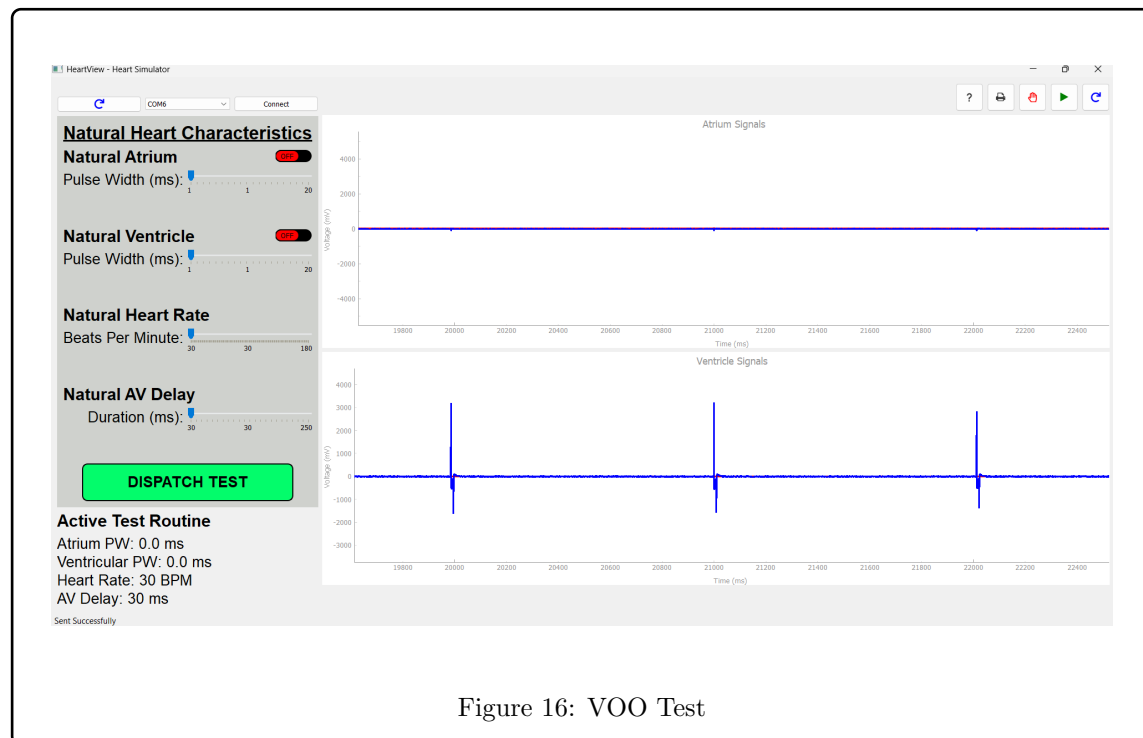 HeartView - Heart Simulator
COM6
Connect
?
Natural Heart Characteristics
Natural Atrium
OFF
Pulse Width (ms):
1 1 20
Natural Ventricle
OFF
Pulse Width (ms):
1 1 20
Natural Heart Rate
Beats Per Minute:
30 30 180
Natural AV Delay
Duration (ms):
30 30 250
DISPATCH TEST
Active Test Routine
Atrium PW: 0.0 ms
Ventricular PW: 0.0 ms
Heart Rate: 30 BPM
AV Delay: 30 ms
Sent Successfully
Atrium Signals
Voltage (mV)
4000
2000
0
-2000
-4000
19800 20000 20200 20400 20600 20800 21000 21200 21400 21600 21800 22000 22200 22400
Time (ms)
Ventricle Signals
Voltage (mV)
4000
3000
2000
1000
0
-1000
-2000
-3000
19800 20000 20200 20400 20600 20800 21000 21200 21400 21600 21800 22000 22200 22400
Time (ms)
Figure 16: VOO Test